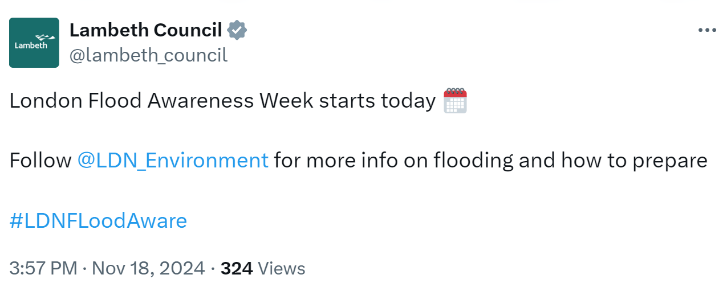 Lambeth
Lambeth Council
@lambeth_council
London Flood Awareness Week starts today
Follow @LDN_Environment for more info on flooding and how to prepare
#LDNFLoodAware
3:57 PM · Nov 18, 2024 · 324 Views